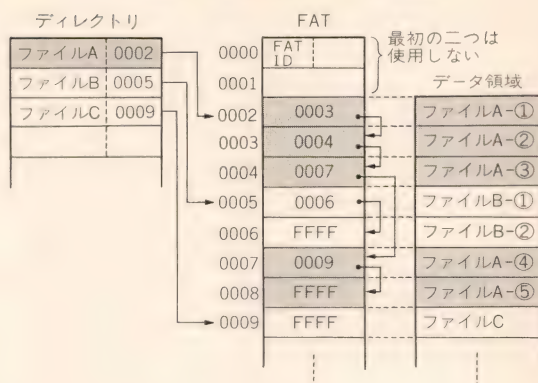 ディレクトリ
ファイルA 0002
ファイルB 0005
ファイルC 0009
FAT
0000 FAT ID
0001
0002 0003
0003 0004
0004 0007
0005 0006
0006 FFFF
0007 0009
0008 FFFF
0009 FFFF
最初の二つは
使用しない
データ領域
ファイルA-①
ファイルA-②
ファイルA-③
ファイルB-①
ファイルB-②
ファイルA-④
ファイルA-⑤
ファイルC